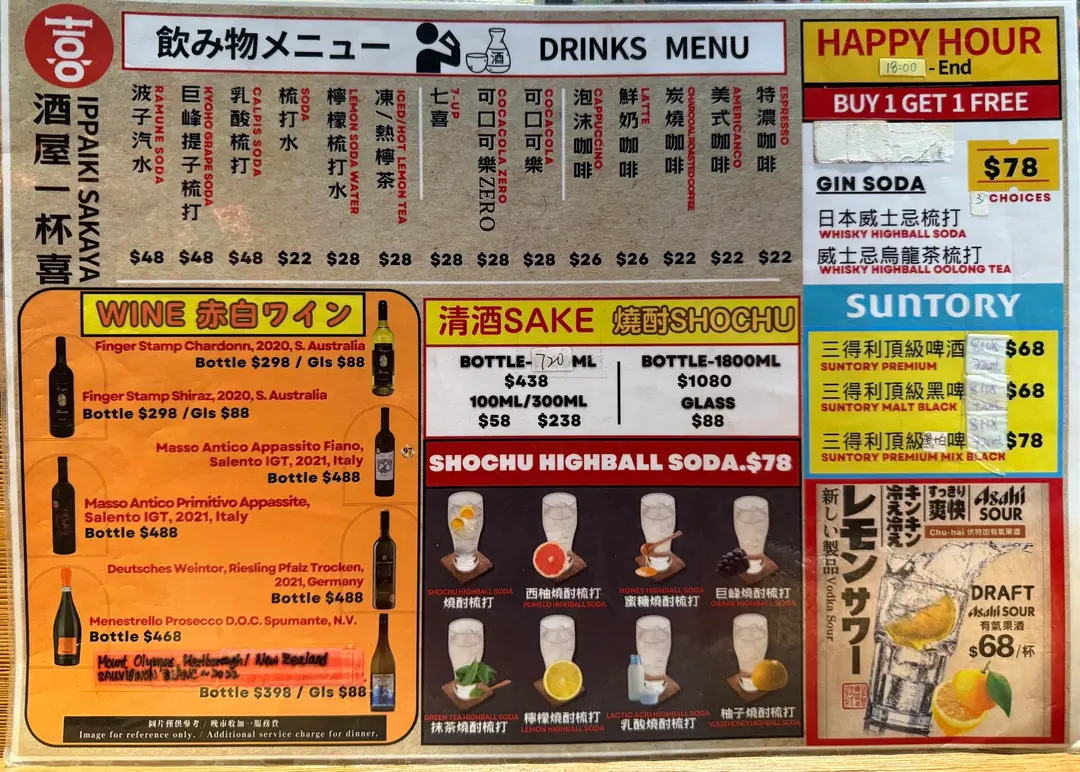 喜
酒屋一杯喜
IPPAIKI SAKAYA
飲み物メニュー
酒
DRINKS MENU
RAMUNE SODA
波子汽水
$48
KYOHO GRAPE SODA
巨峰提子梳打
$48
CALPIS SODA
乳酸梳打
$48
SODA
梳打水
$22
LEMON SODA WATER
檸檬梳打水
$28
ICED/HOT LEMON TEA
凍/熱檸茶
$28
7-UP
七喜
$28
COCACOLA ZERO
可口可樂ZERO
$28
COCACOLA
可口可樂
$28
CAPPUCINO
泡沫咖啡
$26
LATTE
鮮奶咖啡
$26
CHARCOAL ROASTED COFFEE
炭燒咖啡
$22
AMERICANCO
美式咖啡
$22
ESPRESSO
特濃咖啡
$22
HAPPY HOUR
18:00 - End
BUY 1 GET 1 FREE
$78
3 CHOICES
GIN SODA
日本威士忌梳打
WHISKY HIGHBALL SODA
威士忌烏龍茶梳打
WHISKY HIGHBALL OOLONG TEA
SUNTORY
三得利頂級啤酒 $68
SUNTORY PREMIUM
三得利頂級黑啤 $68
SUNTORY MALT BLACK
三得利頂級黑白啤 $78
SUNTORY PREMIUM MIX BLACK
WINE 赤白ワイン
Finger Stamp Chardonn, 2020, S. Australia
Bottle $298 / Gls $88
Finger Stamp Shiraz, 2020, S. Australia
Bottle $298 / Gls $88
Masso Antico Appassito Fiano,
Salento IGT, 2021, Italy
Bottle $488
97
Masso Antico Primitivo Appassite,
Salento IGT, 2021, Italy
Bottle $488
Deutsches Weintor, Riesling Pfalz Trocken,
2021, Germany
Bottle $488
Menestrello Prosecco D.O.C. Spumante, N.V.
Bottle $468
Mount Olympus, Marlborough/ New Zealand
SAUVIGNON BLANC ~ 2022
Bottle $398 / Gls $88
圖片僅供參考 / 晚市收加一服務費
Image for reference only. / Additional service charge for dinner.
清酒SAKE 燒酎SHOCHU
BOTTLE-720 ML
$438
100ML/300ML
$58 $238
BOTTLE-1800ML
$1080
GLASS
$88
SHOCHU HIGHBALL SODA.$78
SHOCHU HIGHBALL SODA
燒酎梳打
西柚燒酎梳打
POMELO HIGHBALL SODA
HONEY HIGHBALL SODA
蜜糖燒酎梳打
巨峰燒酎梳打
GRAPE HIGHBALL SODA
GREEN TEA HIGHBALL SODA
抹茶燒酎梳打
檸檬燒酎梳打
LEMON HIGHBALL SODA
LACTIC ACID HIGHBALL SODA
乳酸燒酎梳打
柚子燒酎梳打
YOUZI HIGHBALL SODA
新しい製品 Vodka Sour
レモンサワー
キンキン
冷え冷え
すっきり
爽快
Asahi
SOUR
Chu-hai 伏特加有氣果酒
DRAFT
Asahi SOUR
有氣果酒
$68/杯